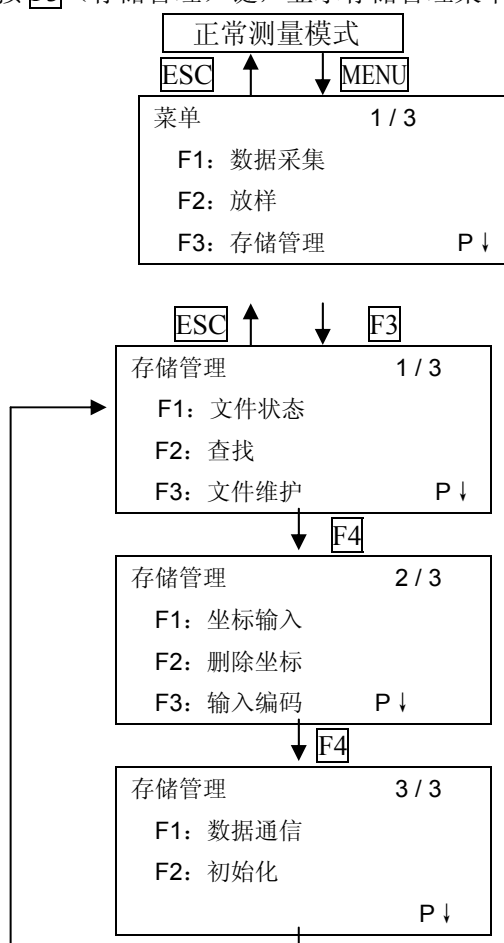 正常测量模式
ESC MENU
菜单 1 / 3
F1：数据采集
F2：放样
F3：存储管理 P↓
ESC F3
存储管理 1 / 3
F1：文件状态
F2：查找
F3：文件维护 P↓
F4
存储管理 2 / 3
F1：坐标输入
F2：删除坐标
F3：输入编码 P↓
F4
存储管理 3 / 3
F1：数据通信
F2：初始化
P↓